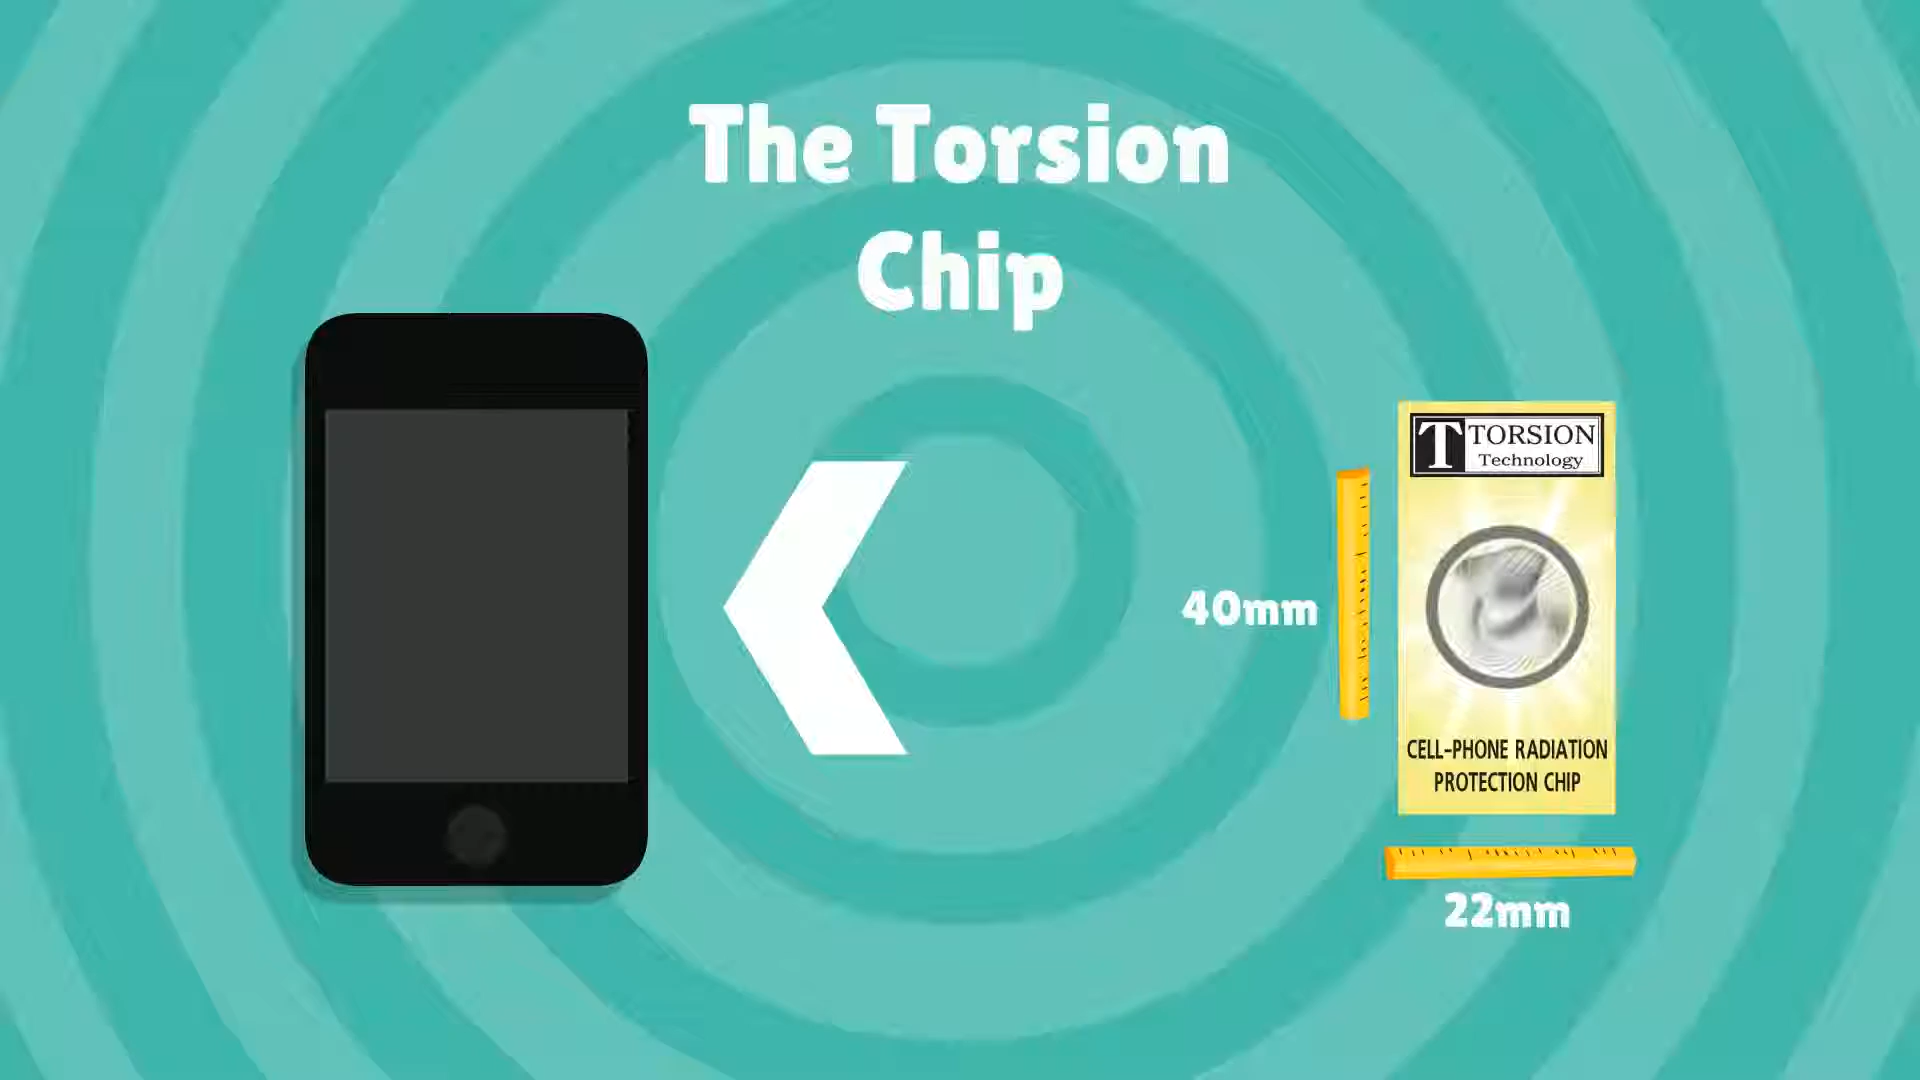 The Torsion
Chip
T TORSION
Technology
40mm
CELL-PHONE RADIATION
PROTECTION CHIP
22mm